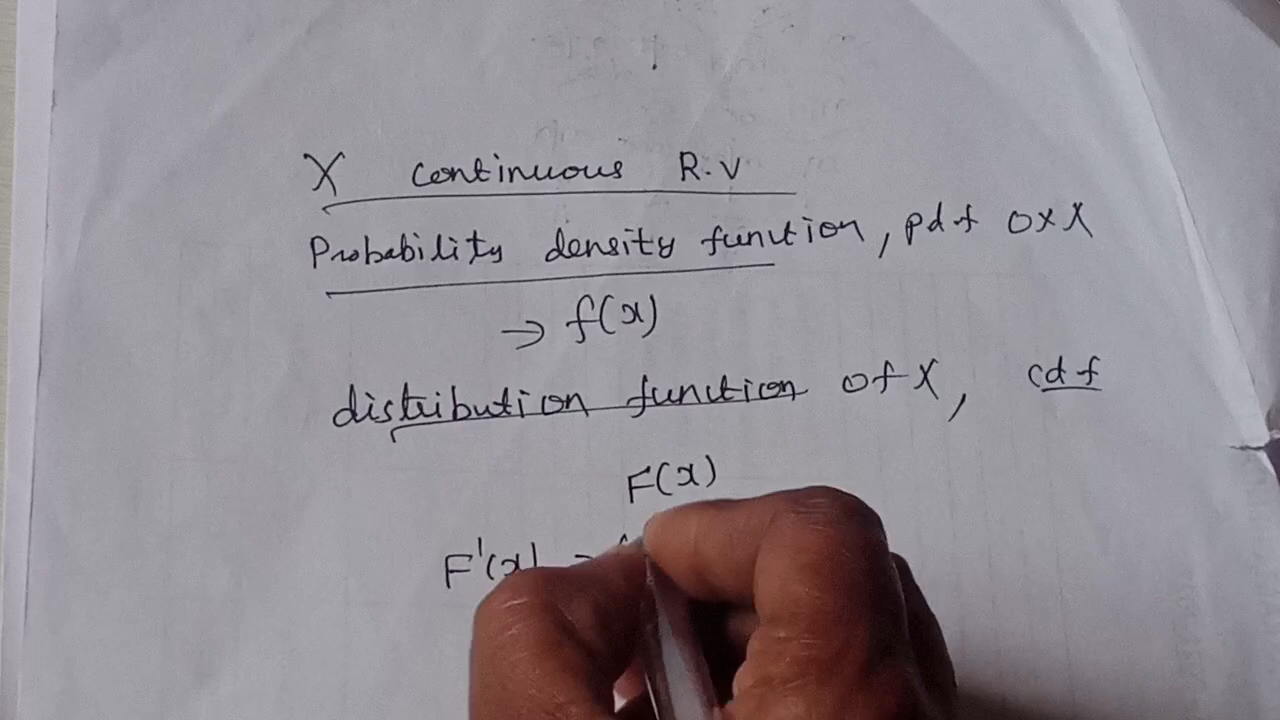 X continuous R.V
Probability density function, pdf of X
→ f(x)
distribution function of X, cdf
F(x)
F'(x) =